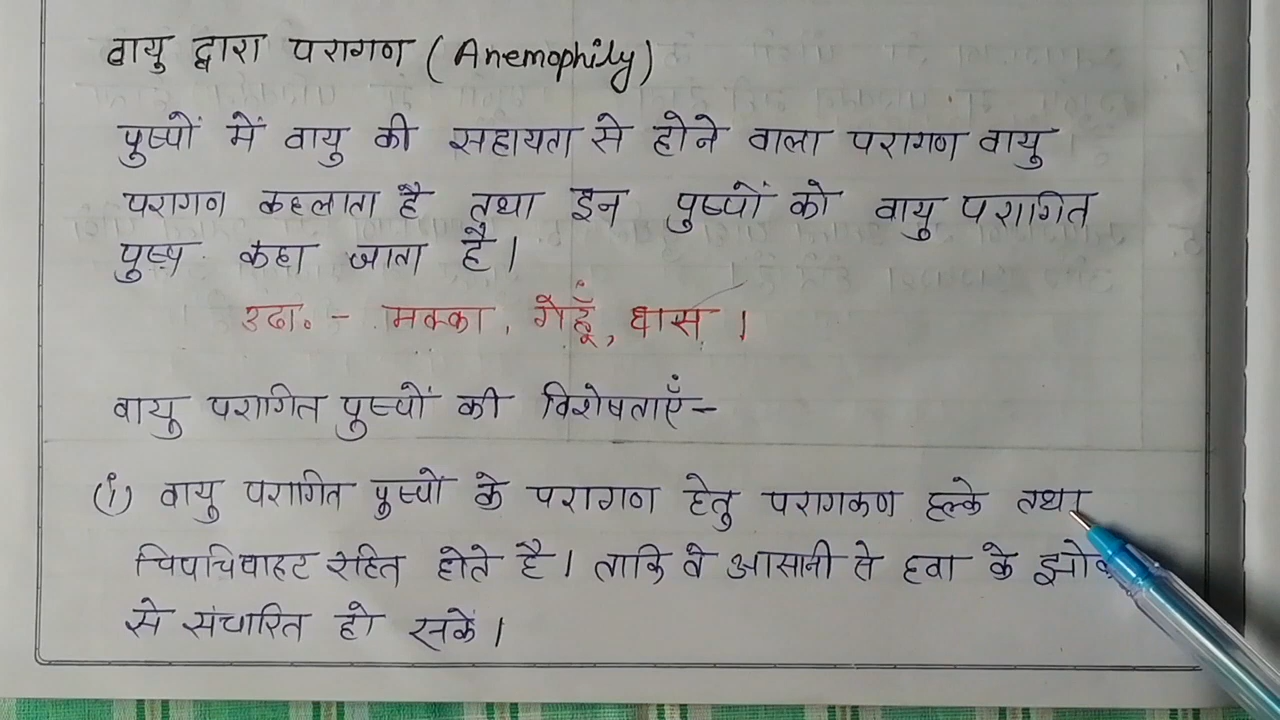 वायु द्वारा परागण (Anemophily)
पुष्पों में वायु की सहायता से होने वाला परागण वायु
परागण कहलाता है तथा इन पुष्पों को वायु परागित
पुष्प कहा जाता है।
उदा. - मक्का, गेहूँ, घास।
वायु परागित पुष्पों की विशेषताएँ-
(i) वायु परागित पुष्पों के परागण हेतु परागकण हल्के तथा
चिपचिपाहट रहित होते है। ताकि वे आसानी से हवा के
से संचारित हो सकें।